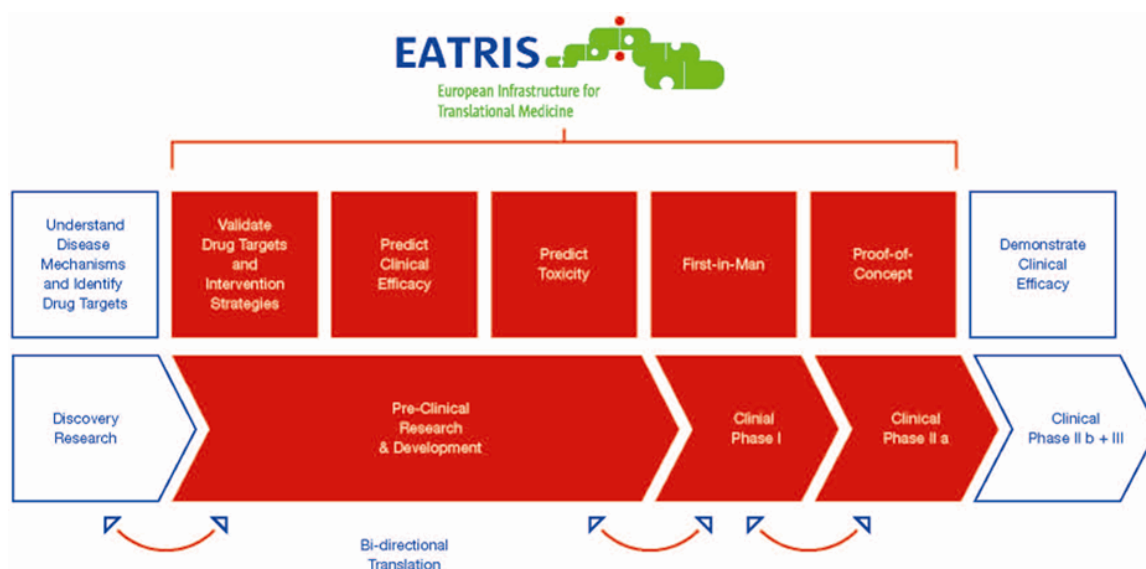 EATRIS
European Infrastructure for
Translational Medicine
Understand
Disease
Mechanisms
and Identify
Drug Targets
Validate
Drug Targets
and
Intervention
Strategies
Predict
Clinical
Efficacy
Predict
Toxicity
First-in-Man
Proof-of-
Concept
Demonstrate
Clinical
Efficacy
Discovery
Research
Pre-Clinical
Research
& Development
Clinial
Phase I
Clinical
Phase II a
Clinical
Phase II b + III
Bi-directional
Translation